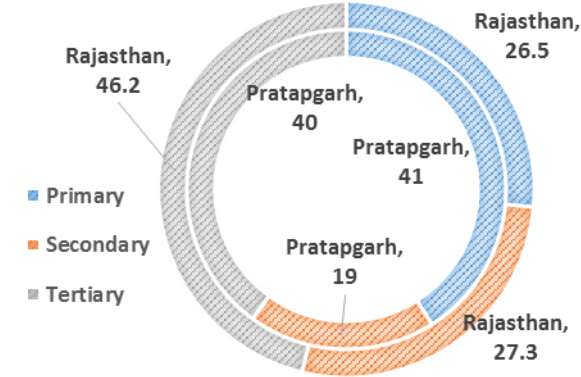 Rajasthan,
26.5
Rajasthan,
46.2
Pratapgarh,
40
Pratapgarh,
41
Primary
Secondary
Tertiary
Pratapgarh,
19
Rajasthan,
27.3